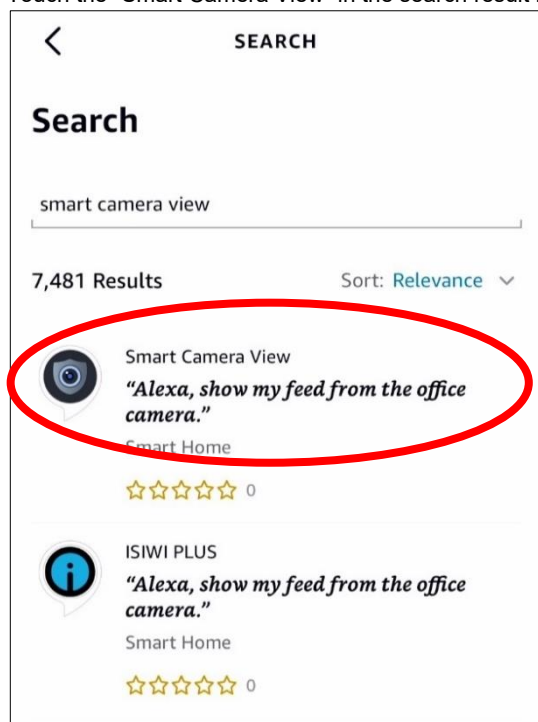 Touch the "Smart Camera View" in the search result
SEARCH
Search
smart camera view
7,481 Results
Sort: Relevance
Smart Camera View
“Alexa, show my feed from the office
camera.”
Smart Home
0
ISIWI PLUS
“Alexa, show my feed from the office
camera.”
Smart Home
0